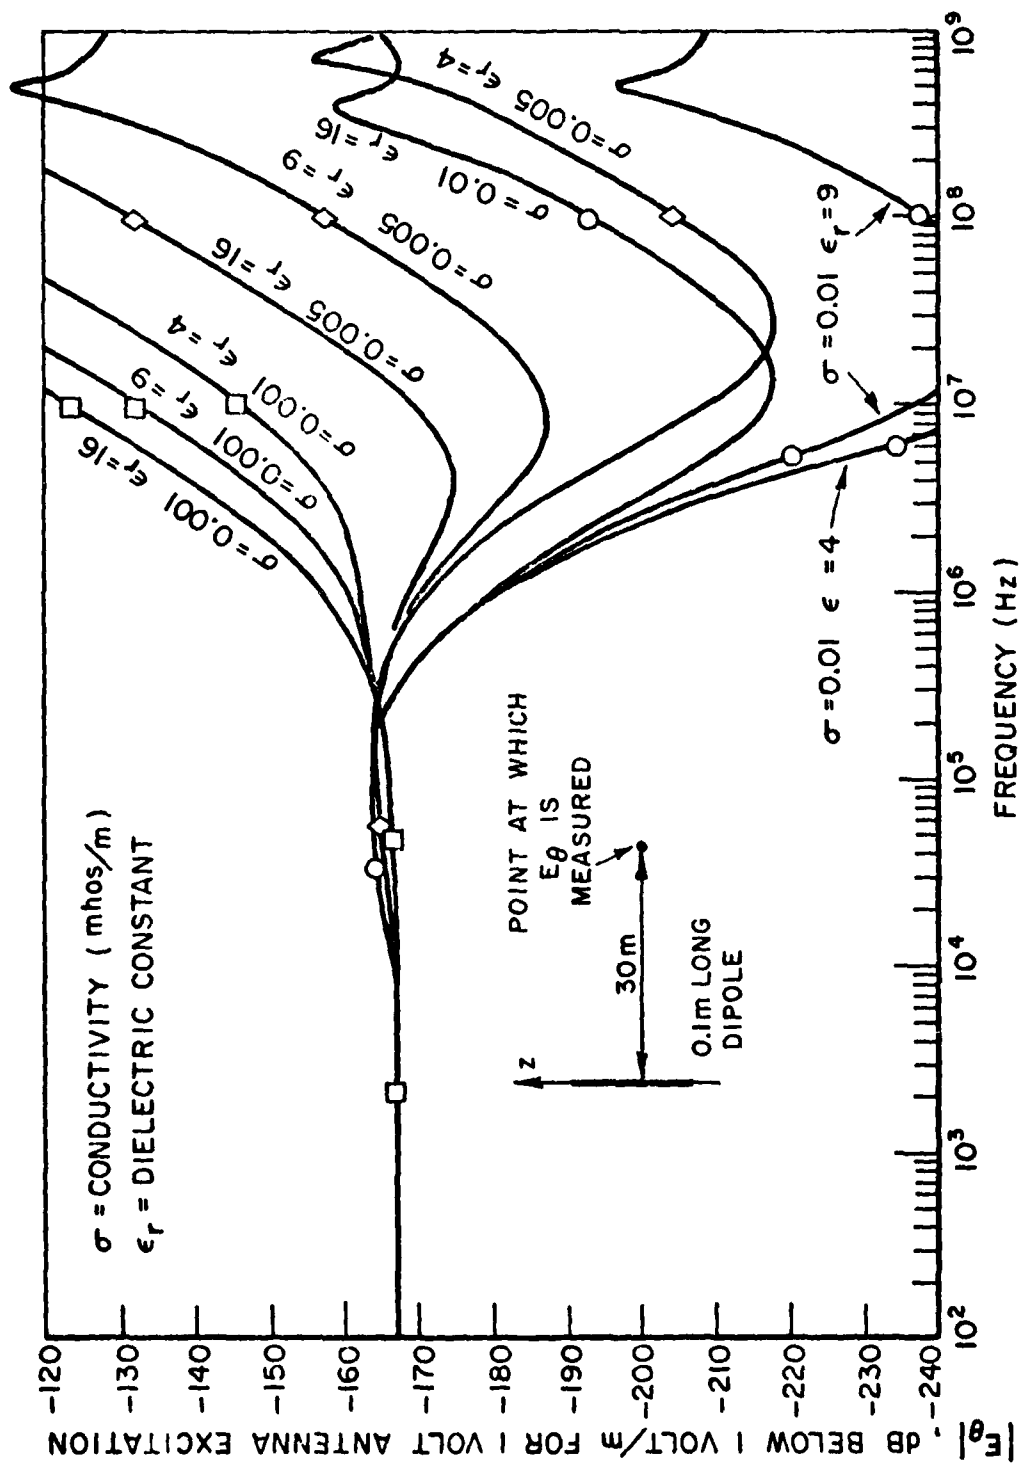 σ = CONDUCTIVITY ( mhos/m )
ϵr = DIELECTRIC CONSTANT
|Eθ| - dB BELOW I VOLT/m FOR I VOLT ANTENNA EXCITATION
-120
-130
-140
-150
-160
-170
-180
-190
-200
-210
-220
-230
-240
10²
10³
10⁴
10⁵
10⁶
10⁷
10⁸
10⁹
FREQUENCY (Hz)
σ=0.001 ϵr=16
σ=0.001 ϵr=9
σ=0.001 ϵr=4
σ=0.005 ϵr=16
σ=0.005 ϵr=9
σ=0.01 ϵr=16
σ=0.005 ϵr=4
σ=0.01 ϵr=9
σ=0.01 ϵ =4
POINT AT WHICH
Eθ IS
MEASURED
Z
30m
0.1m LONG
DIPOLE